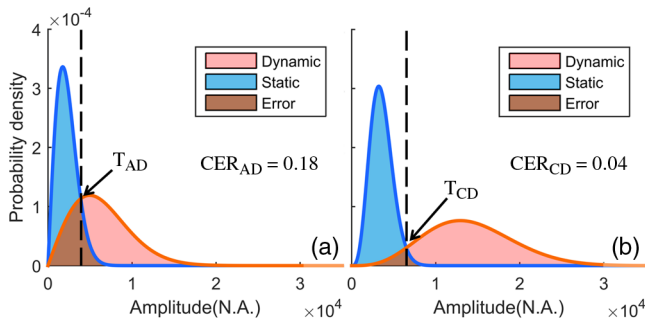 ×10⁻⁴
4
3
2
1
0
Probability density
Dynamic
Static
Error
T_AD
CER_AD = 0.18
(a)
0 1 2 3
Amplitude(N.A.) ×10⁴
Dynamic
Static
Error
CER_CD = 0.04
T_CD
(b)
0 1 2 3
Amplitude(N.A.) ×10⁴